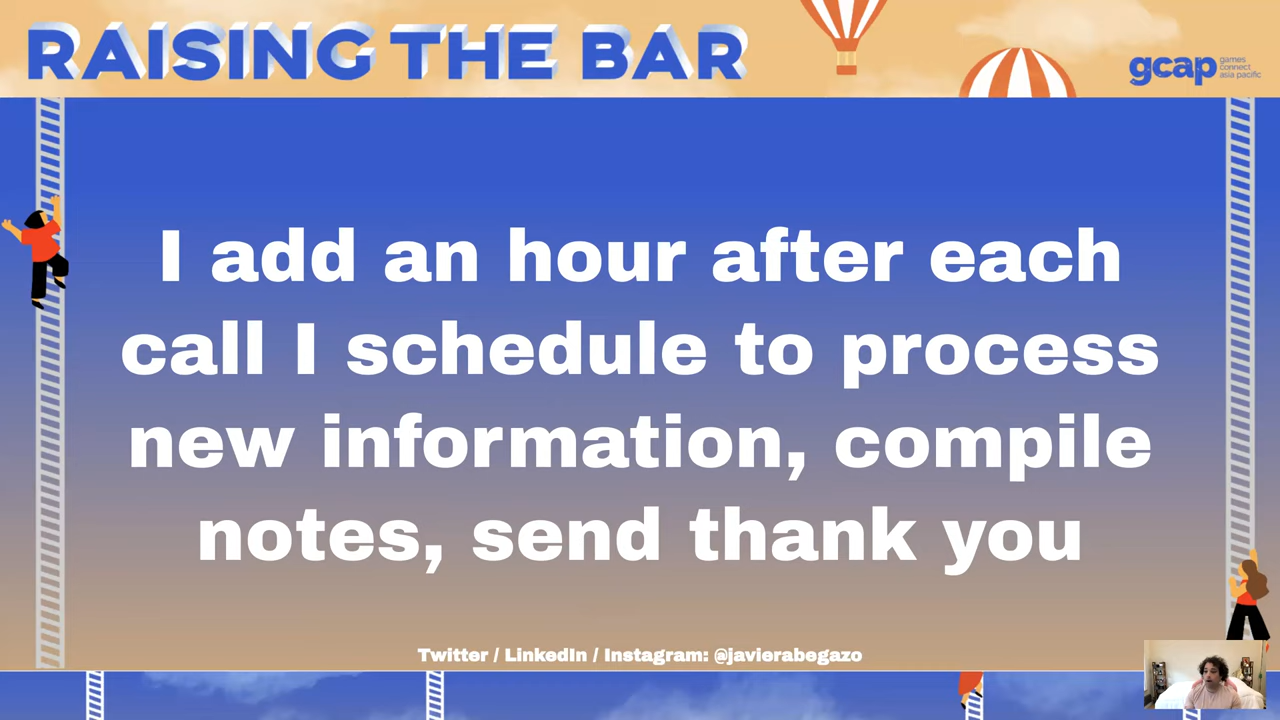 RAISING THE BAR
gcap games
connect
asia pacific
I add an hour after each
call I schedule to process
new information, compile
notes, send thank you
Twitter / LinkedIn / Instagram: @javierabegazo